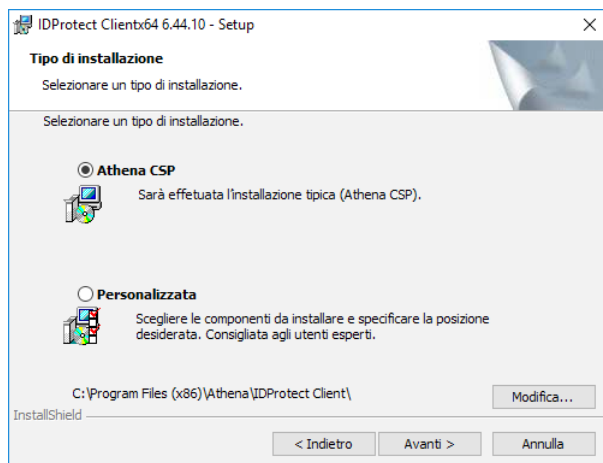 IDProtect Clientx64 6.44.10 - Setup
Tipo di installazione
Selezionare un tipo di installazione.
Selezionare un tipo di installazione.
Athena CSP
Sarà effettuata l'installazione tipica (Athena CSP).
Personalizzata
Scegliere le componenti da installare e specificare la posizione
desiderata. Consigliata agli utenti esperti.
C:\Program Files (x86)\Athena\IDProtect Client\
Modifica...
InstallShield
< Indietro
Avanti >
Annulla